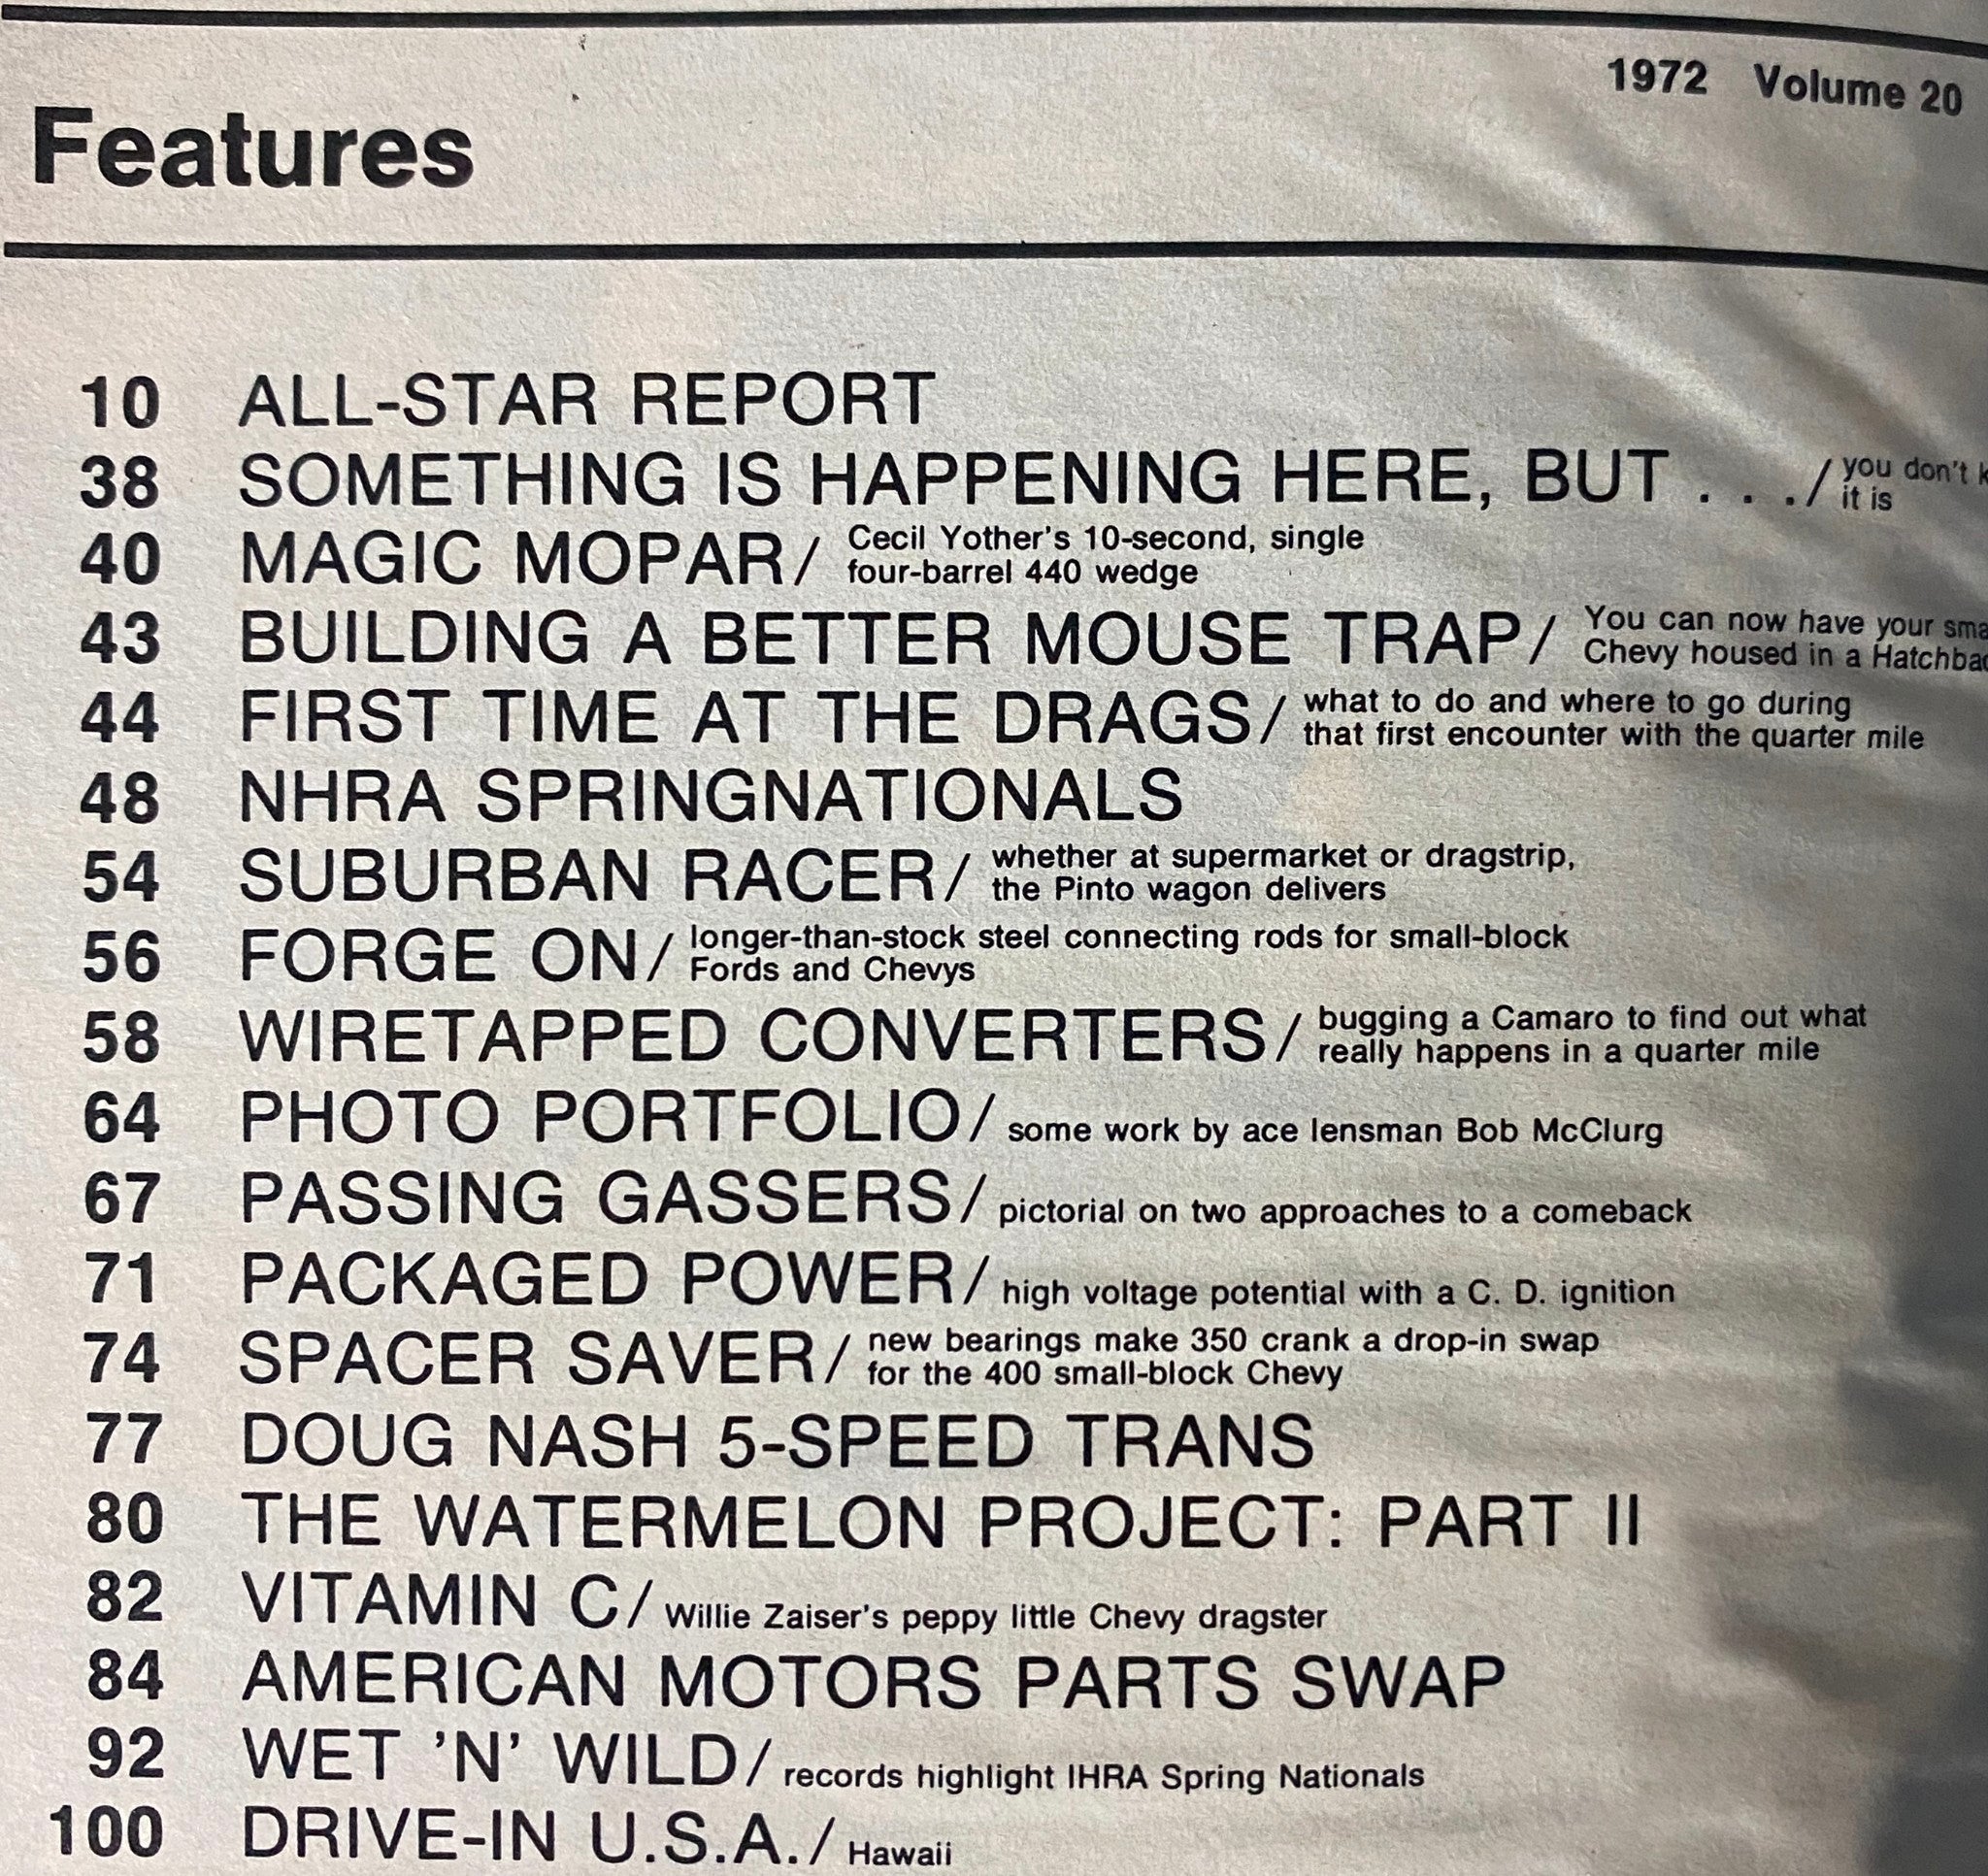 1972 Volume 20
Features
10 ALL-STAR REPORT
38 SOMETHING IS HAPPENING HERE, BUT . . ./ you don't
it is
40 MAGIC MOPAR/ Cecil Yother's 10-second, single
four-barrel 440 wedge
43 BUILDING A BETTER MOUSE TRAP/ You can now have your
Chevy housed in a
44 FIRST TIME AT THE DRAGS/ what to do and where to go during
that first encounter with the quarter mile
48 NHRA SPRINGNATIONALS
54 SUBURBAN RACER/ whether at supermarket or dragstrip,
the Pinto wagon delivers
56 FORGE ON/ longer-than-stock steel connecting rods for small-block
Fords and Chevys
58 WIRETAPPED CONVERTERS/ bugging a Camaro to find out what
really happens in a quarter mile
64 PHOTO PORTFOLIO/ some work by ace lensman Bob McClurg
67 PASSING GASSERS/ pictorial on two approaches to a comeback
71 PACKAGED POWER/ high voltage potential with a C. D. ignition
74 SPACER SAVER/ new bearings make 350 crank a drop-in swap
for the 400 small-block Chevy
77 DOUG NASH 5-SPEED TRANS
80 THE WATERMELON PROJECT: PART II
82 VITAMIN C/ Willie Zaiser's peppy little Chevy dragster
84 AMERICAN MOTORS PARTS SWAP
92 WET 'N' WILD/ records highlight IHRA Spring Nationals
100 DRIVE-IN U.S.A./ Hawaii